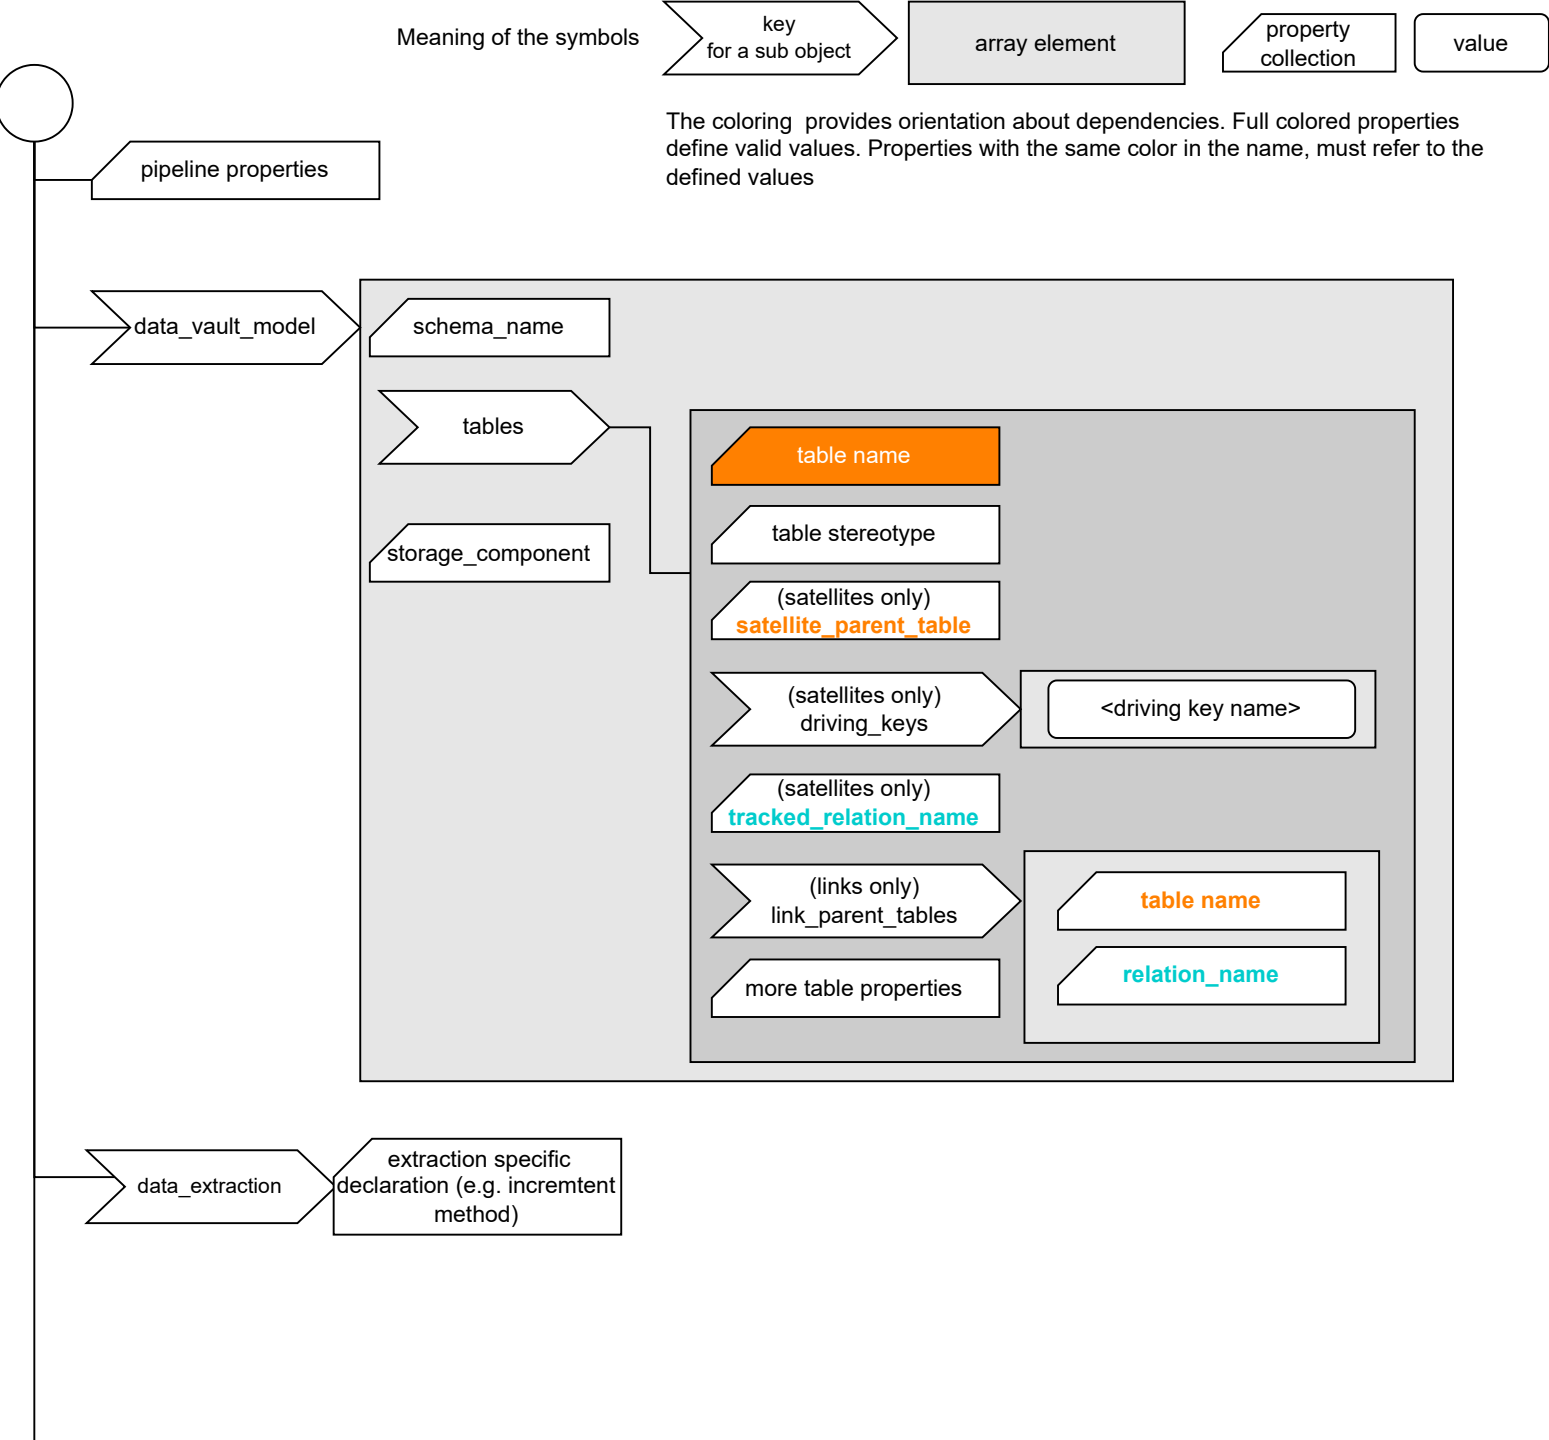 Meaning of the symbols
key
for a sub object
array element
property
collection
value
The coloring  provides orientation about dependencies. Full colored properties
define valid values. Properties with the same color in the name, must refer to the
defined values
pipeline properties
data_vault_model
schema_name
tables
table name
table stereotype
storage_component
(satellites only)
satellite_parent_table
(satellites only)
driving_keys
<driving key name>
(satellites only)
tracked_relation_name
(links only)
link_parent_tables
table name
relation_name
more table properties
data_extraction
extraction specific
declaration (e.g. incremtent
method)